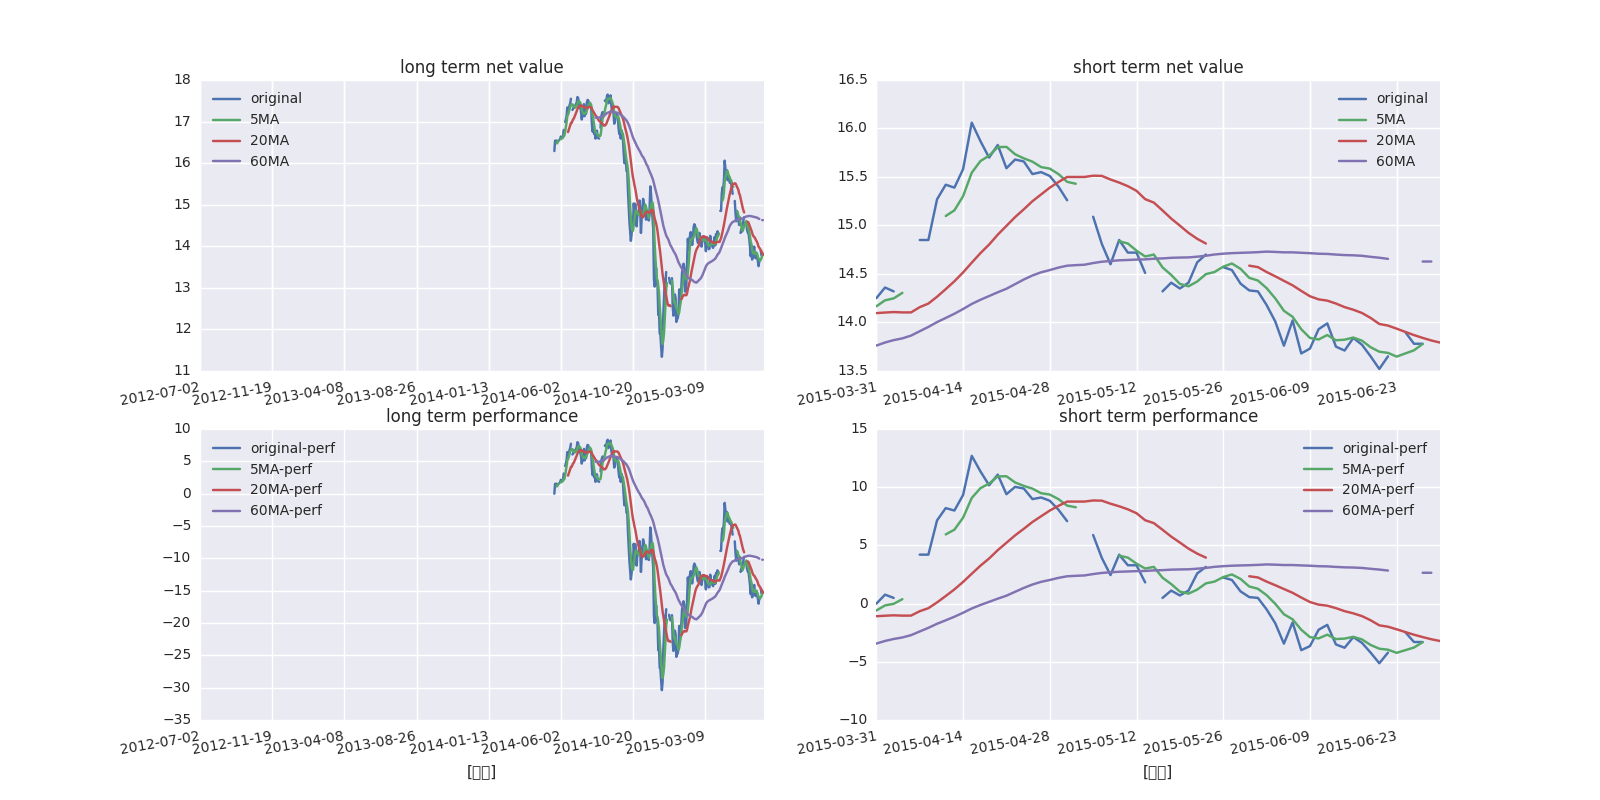 long term net value
18
17
16
15
14
13
12
11
original
5MA
20MA
60MA
2012-07-02 2012-11-19 2013-04-08 2013-08-26 2014-01-13 2014-06-02 2014-10-20 2015-03-09
short term net value
16.5
16.0
15.5
15.0
14.5
14.0
13.5
original
5MA
20MA
60MA
2015-03-31 2015-04-14 2015-04-28 2015-05-12 2015-05-26 2015-06-09 2015-06-23
long term performance
10
5
0
−5
−10
−15
−20
−25
−30
−35
original-perf
5MA-perf
20MA-perf
60MA-perf
2012-07-02 2012-11-19 2013-04-08 2013-08-26 2014-01-13 2014-06-02 2014-10-20 2015-03-09
[▯▯]
short term performance
15
10
5
0
−5
−10
original-perf
5MA-perf
20MA-perf
60MA-perf
2015-03-31 2015-04-14 2015-04-28 2015-05-12 2015-05-26 2015-06-09 2015-06-23
[▯▯]